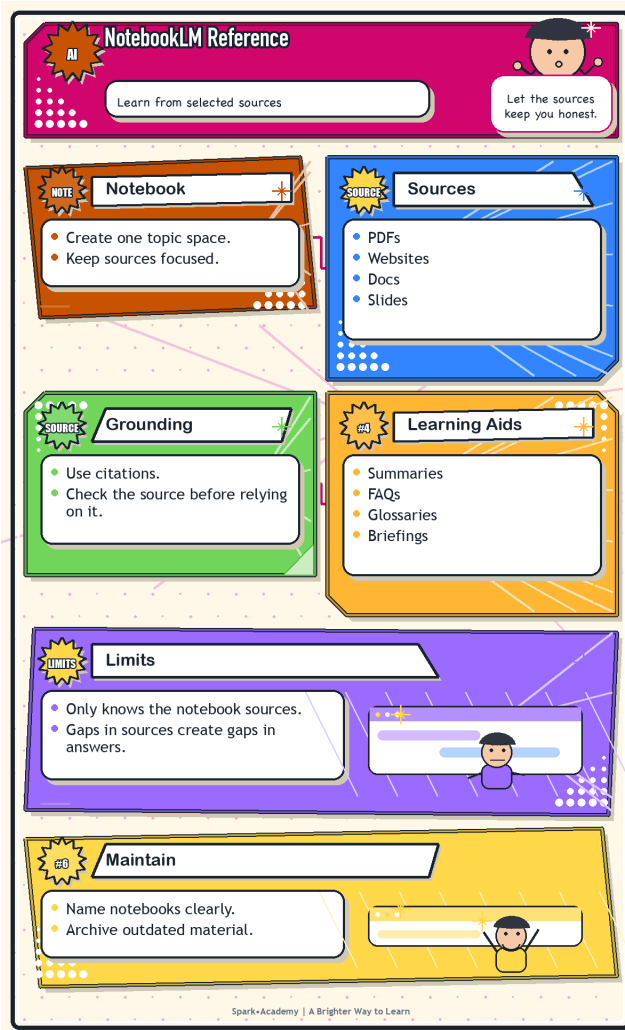 AI
NotebookLM Reference
Learn from selected sources
Let the sources
keep you honest.
NOTE
Notebook
Create one topic space.
Keep sources focused.
SOURCE
Sources
PDFs
Websites
Docs
Slides
SOURCE
Grounding
Use citations.
Check the source before relying
on it.
#4
Learning Aids
Summaries
FAQs
Glossaries
Briefings
LIMITS
Limits
Only knows the notebook sources.
Gaps in sources create gaps in
answers.
#6
Maintain
Name notebooks clearly.
Archive outdated material.
Spark•Academy | A Brighter Way to Learn